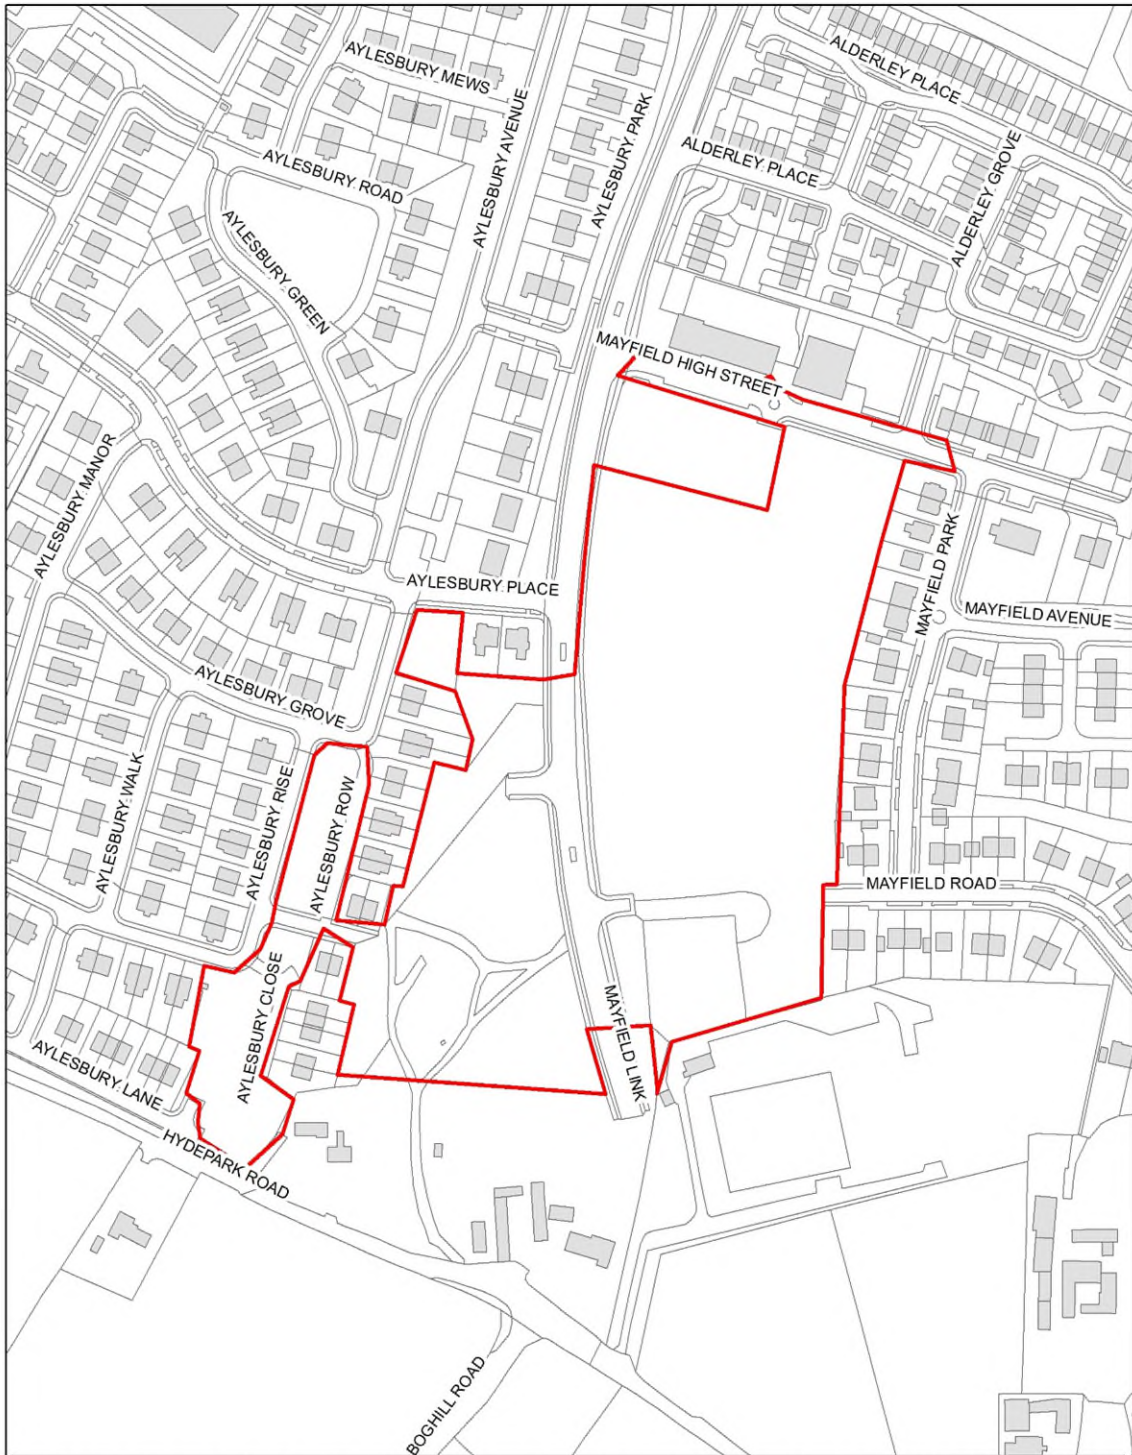 AYLESBURY MEWS
ALDERLEY PLACE
AYLESBURY AVENUE
AYLESBURY PARK
ALDERLEY PLACE
AYLESBURY ROAD
ALDERLEY GROVE
AYLESBURY GREEN
MAYFIELD HIGH STREET
AYLESBURY MANOR
MAYFIELD PARK
AYLESBURY PLACE
MAYFIELD AVENUE
AYLESBURY GROVE
AYLESBURY WALK
AYLESBURY RISE
AYLESBURY ROW
MAYFIELD ROAD
AYLESBURY CLOSE
MAYFIELD LINK
AYLESBURY LANE
HYDEPARK ROAD
BOGHILL ROAD